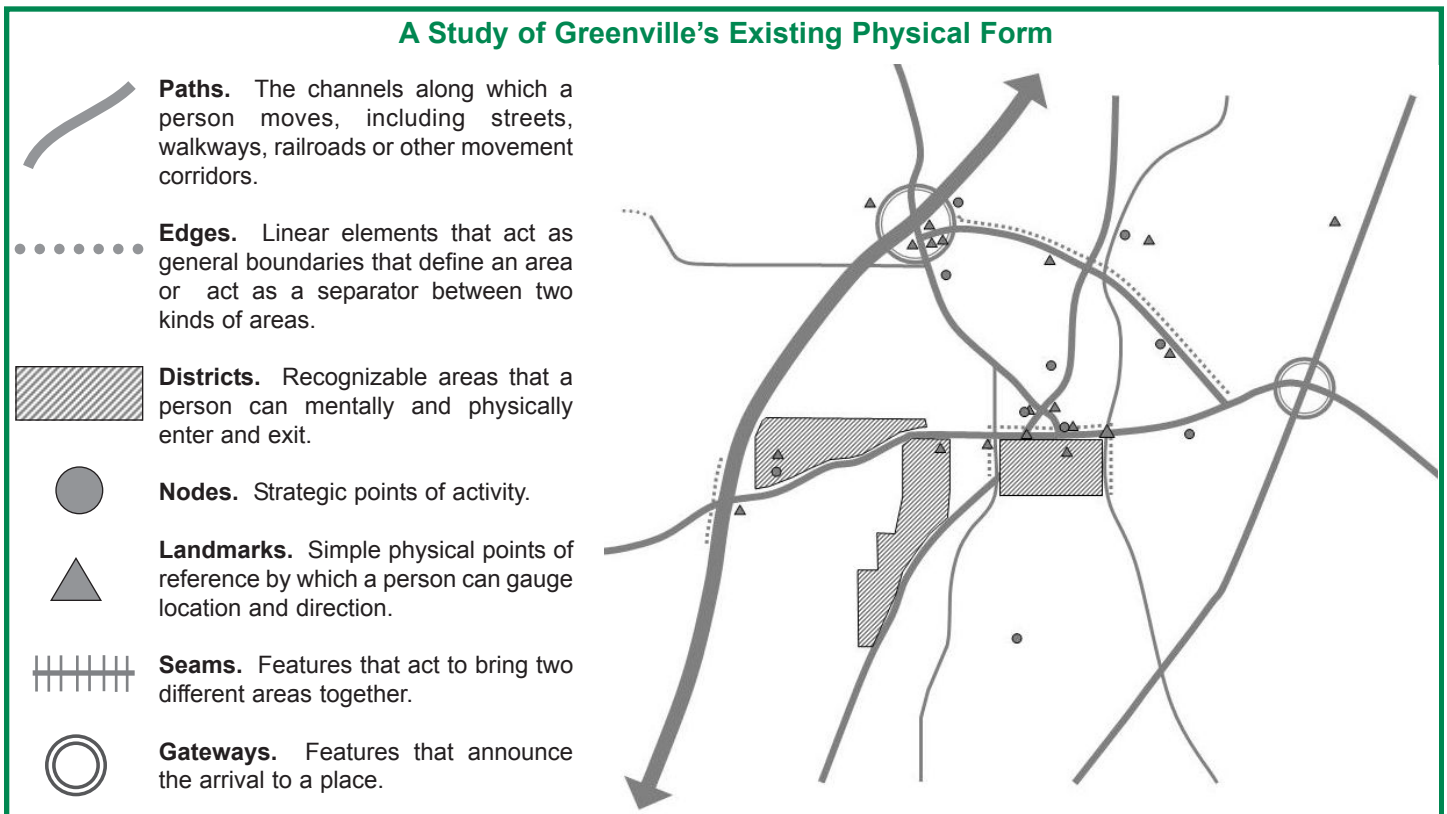 A Study of Greenville’s Existing Physical Form
Paths. The channels along which a
person moves, including streets,
walkways, railroads or other movement
corridors.
Edges. Linear elements that act as
general boundaries that define an area
or act as a separator between two
kinds of areas.
Districts. Recognizable areas that a
person can mentally and physically
enter and exit.
Nodes. Strategic points of activity.
Landmarks. Simple physical points of
reference by which a person can gauge
location and direction.
Seams. Features that act to bring two
different areas together.
Gateways. Features that announce
the arrival to a place.